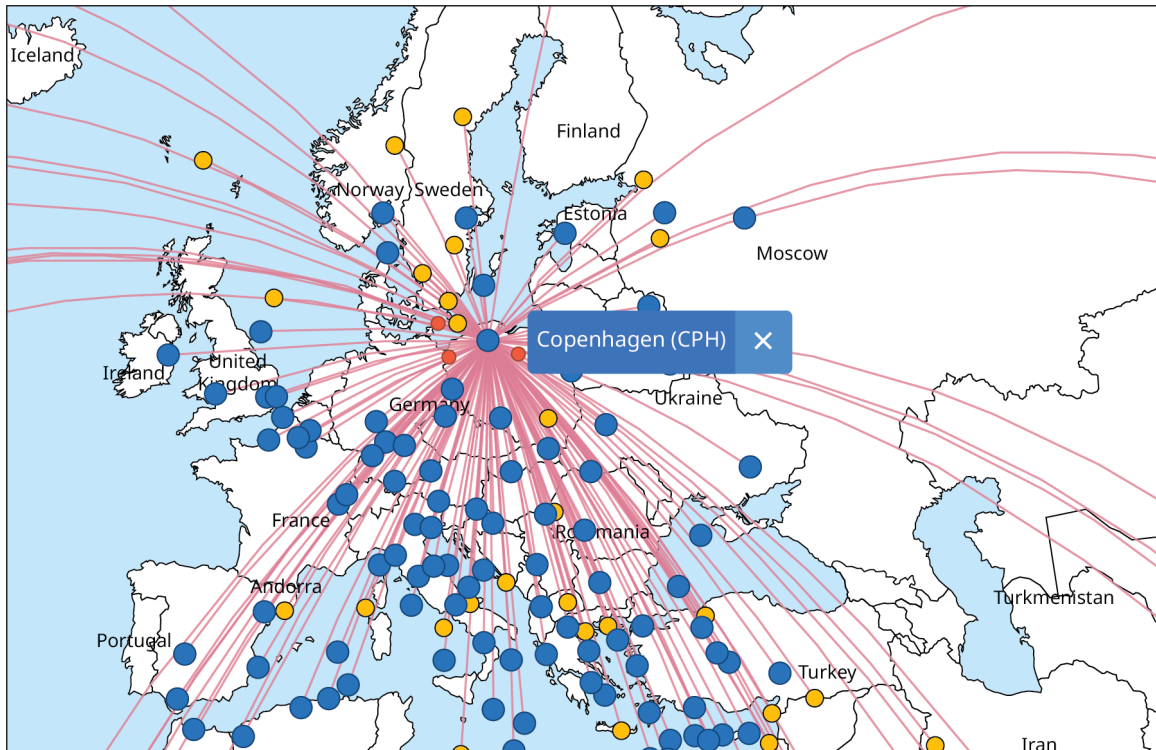 Iceland
Finland
Norway
Sweden
Estonia
Moscow
Copenhagen (CPH)
Ireland
United
Kingdom
Germany
Ukraine
France
Andorra
Turkmenistan
Portugal
Turkey
Iran